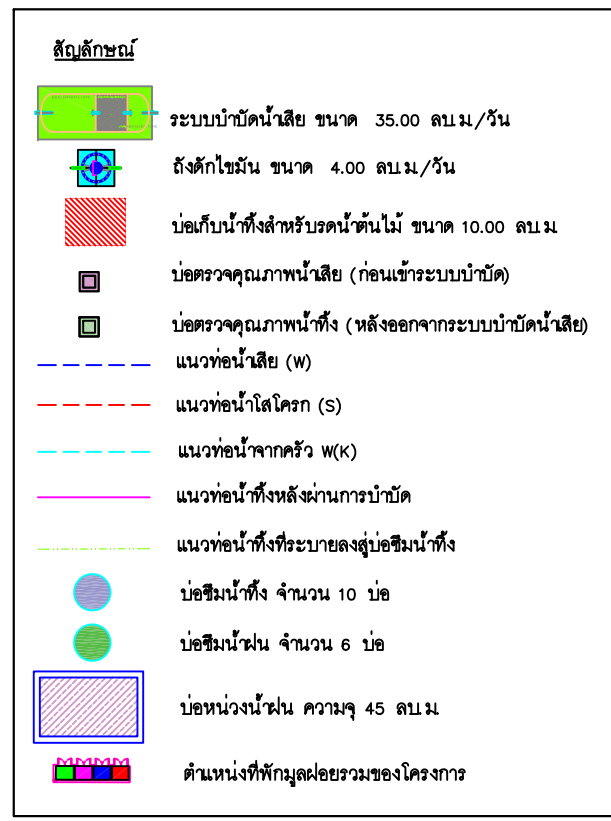 สัญลักษณ์
ระบบบำบัดน้ำเสีย ขนาด 35.00 ลบ.ม./วัน
ถังดักไขมัน ขนาด 4.00 ลบ.ม./วัน
บ่อเก็บน้ำทิ้งสำหรับรดน้ำต้นไม้ ขนาด 10.00 ลบ.ม.
บ่อตรวจคุณภาพน้ำเสีย (ก่อนเข้าระบบบำบัด)
บ่อตรวจคุณภาพน้ำทิ้ง (หลังออกจากระบบบำบัดน้ำเสีย)
แนวท่อน้ำเสีย (W)
แนวท่อน้ำโสโครก (S)
แนวท่อน้ำจากครัว W(K)
แนวท่อน้ำทิ้งหลังผ่านการบำบัด
แนวท่อน้ำทิ้งที่ระบายลงสู่บ่อซึมน้ำทิ้ง
บ่อซึมน้ำทิ้ง จำนวน 10 บ่อ
บ่อซึมน้ำฝน จำนวน 6 บ่อ
บ่อหน่วงน้ำฝน ความจุ 45 ลบ.ม.
ตำแหน่งที่พักมูลฝอยรวมของโครงการ